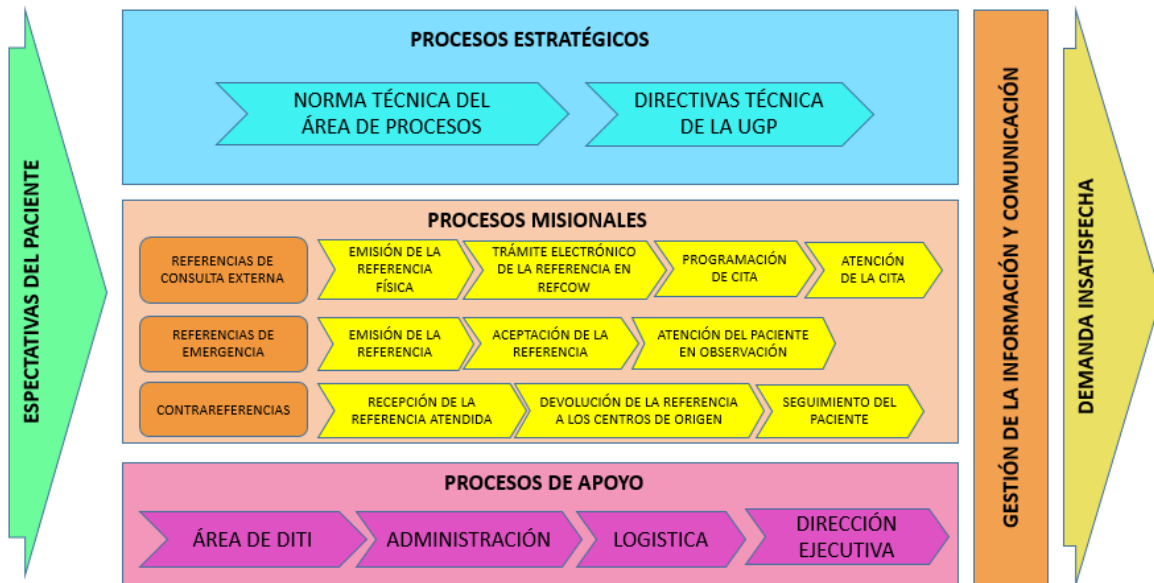 ESPECTATIVAS DEL PACIENTE
PROCESOS ESTRATÉGICOS
NORMA TÉCNICA DEL
ÁREA DE PROCESOS
DIRECTIVAS TÉCNICA
DE LA UGP
PROCESOS MISIONALES
REFERENCIAS DE
CONSULTA EXTERNA
EMISIÓN DE LA
REFERENCIA
FÍSICA
TRÁMITE ELECTRÓNICO
DE LA REFERENCIA EN
REFCOW
PROGRAMACIÓN
DE CITA
ATENCIÓN
DE LA CITA
REFERENCIAS DE
EMERGENCIA
EMISIÓN DE LA
REFERENCIA
ACEPTACIÓN DE LA
REFERENCIA
ATENCIÓN DEL PACIENTE
EN OBSERVACIÓN
CONTRAREFERENCIAS
RECEPCIÓN DE LA
REFERENCIA ATENDIDA
DEVOLUCIÓN DE LA REFERENCIA
A LOS CENTROS DE ORIGEN
SEGUIMIENTO DEL
PACIENTE
PROCESOS DE APOYO
ÁREA DE DITI
ADMINISTRACIÓN
LOGISTICA
DIRECCIÓN
EJECUTIVA
GESTIÓN DE LA INFORMACIÓN Y COMUNICACIÓN
DEMANDA INSATISFECHA